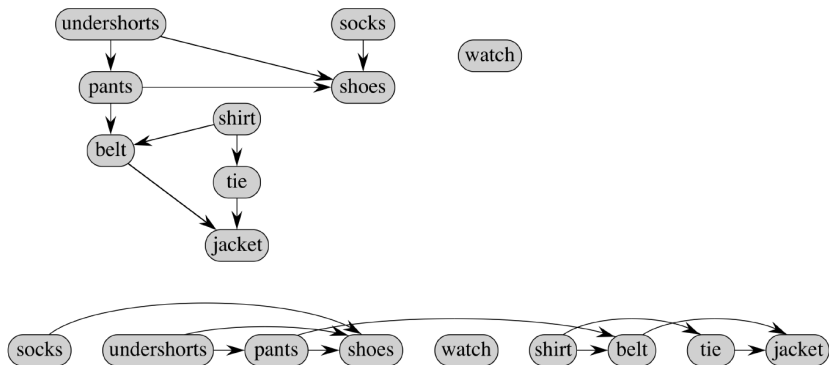 undershorts socks
watch
pants shoes
shirt
belt
tie
jacket
socks undershorts pants shoes watch shirt belt tie jacket